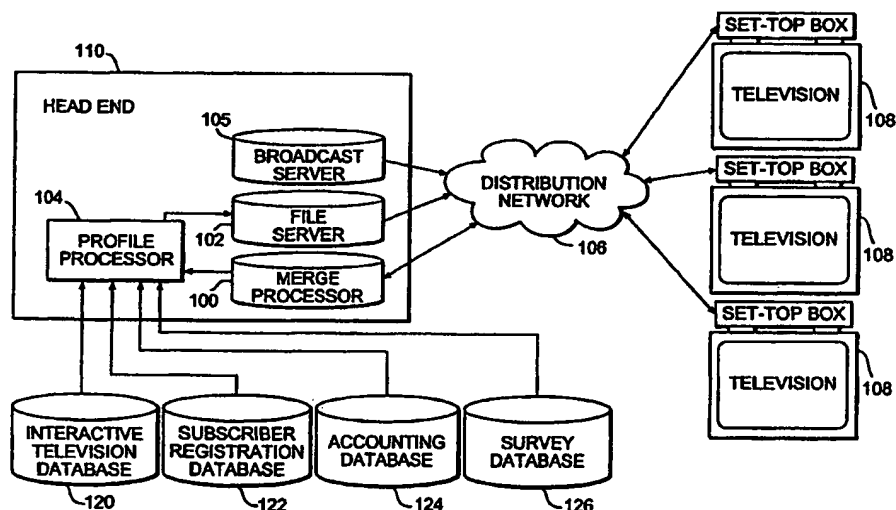 110
HEAD END
105
BROADCAST
SERVER
104
PROFILE
PROCESSOR
102
FILE
SERVER
100
MERGE
PROCESSOR
DISTRIBUTION
NETWORK
106
SET-TOP BOX
TELEVISION
108
SET-TOP BOX
TELEVISION
108
SET-TOP BOX
TELEVISION
108
INTERACTIVE
TELEVISION
DATABASE
120
SUBSCRIBER
REGISTRATION
DATABASE
122
ACCOUNTING
DATABASE
124
SURVEY
DATABASE
126